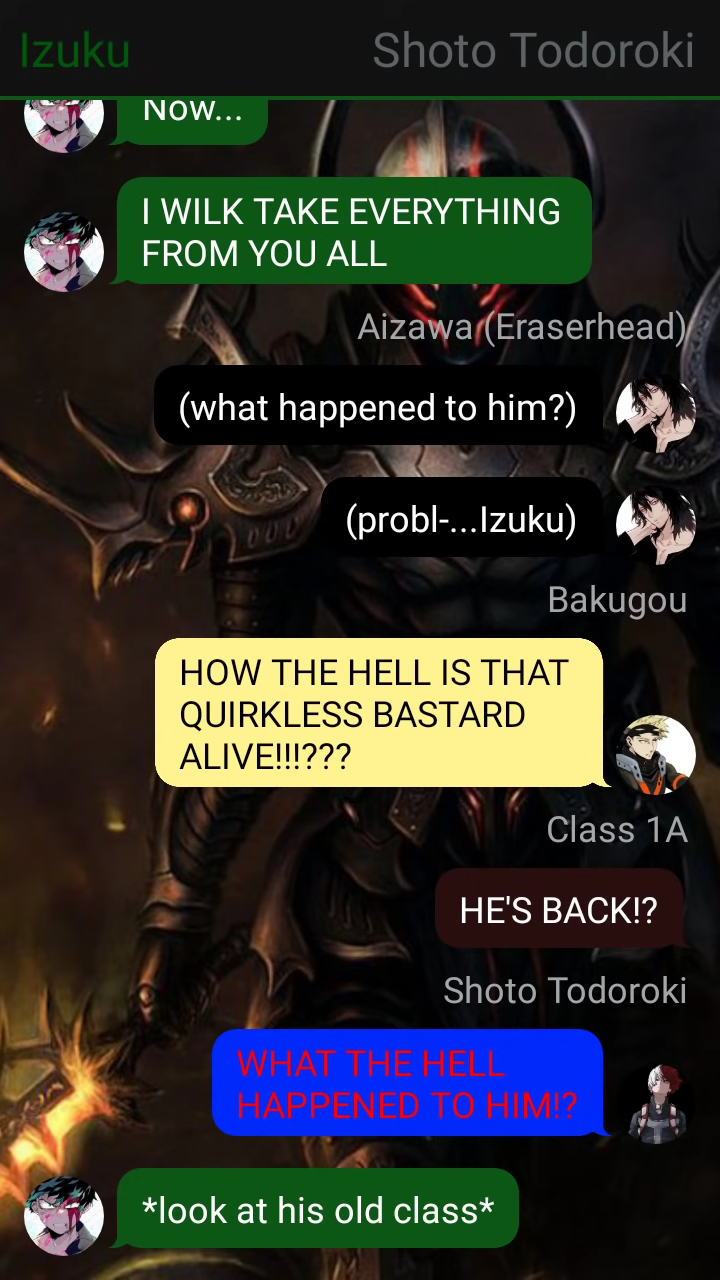 Izuku
Shoto Todoroki
Now...
I WILK TAKE EVERYTHING
FROM YOU ALL
Aizawa (Eraserhead)
(what happened to him?)
(probl-...Izuku)
Bakugou
HOW THE HELL IS THAT
QUIRKLESS BASTARD
ALIVE!!!???
Class 1A
HE'S BACK!?
Shoto Todoroki
WHAT THE HELL
HAPPENED TO HIM!?
*look at his old class*